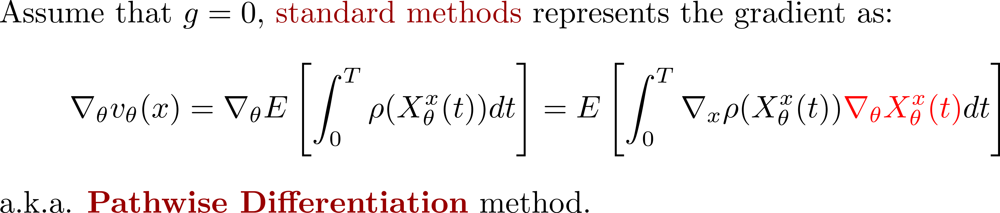 Assume that $g = 0$, standard methods represents the gradient as:
$$\nabla_\theta v_\theta(x) = \nabla_\theta E\left[\int_0^T \rho(X_\theta^x(t))dt\right] = E\left[\int_0^T \nabla_x \rho(X_\theta^x(t))\nabla_\theta X_\theta^x(t)dt\right]$$
a.k.a. Pathwise Differentiation method.